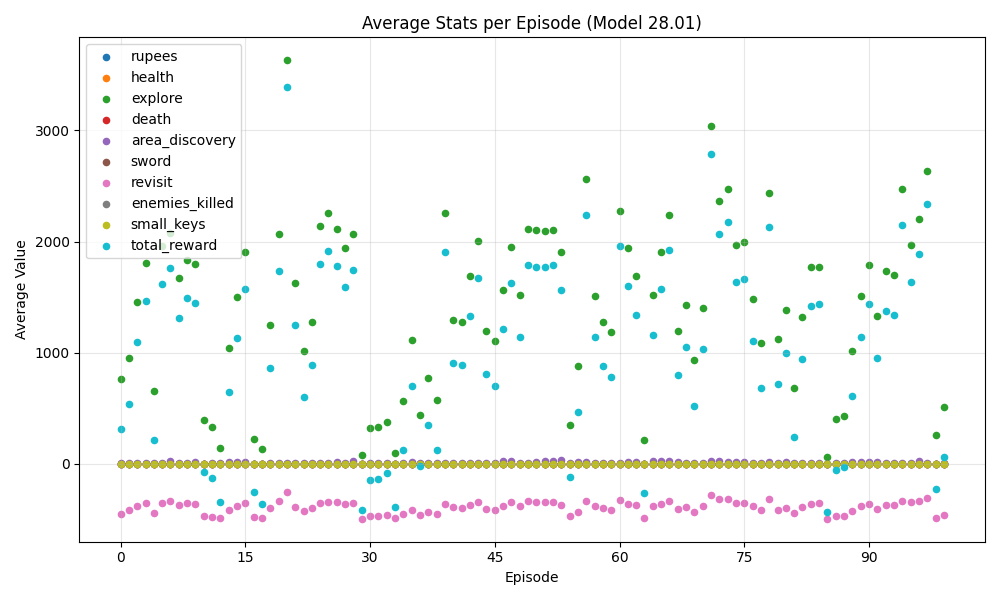 Average Stats per Episode (Model 28.01)
rupees
health
explore
death
area_discovery
sword
revisit
enemies_killed
small_keys
total_reward
3000
2000
1000
0
Average Value
0 15 30 45 60 75 90
Episode